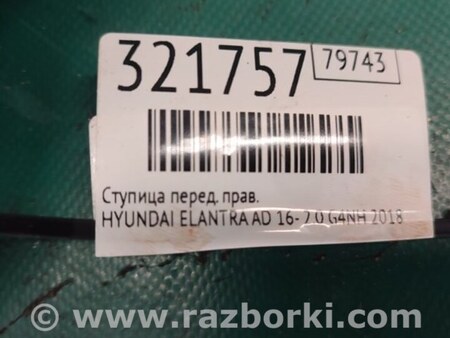 321757 79743
Ступица перед. прав.
HYUNDAI ELANTRA AD 16- 2.0 G4NH 2018
www.razborki.com